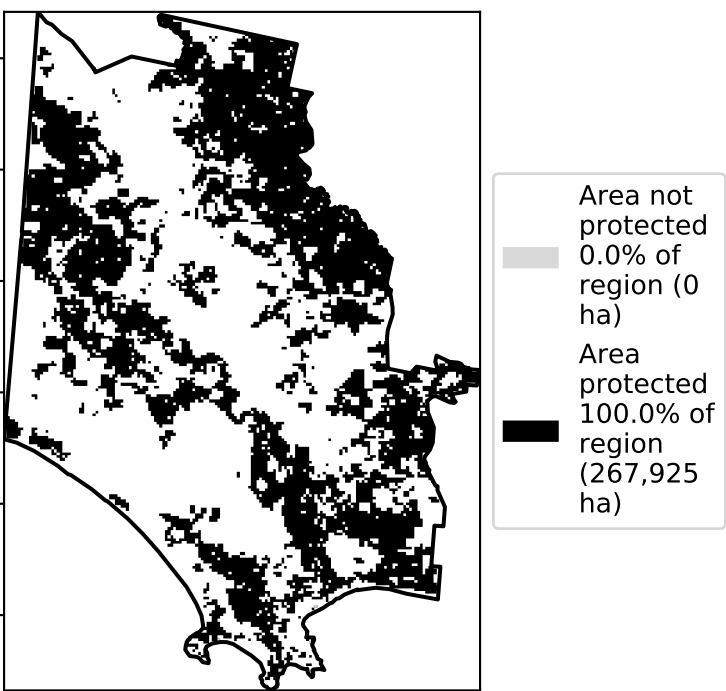 Area not
protected
0.0% of
region (0
ha)
Area
protected
100.0% of
region
(267,925
ha)